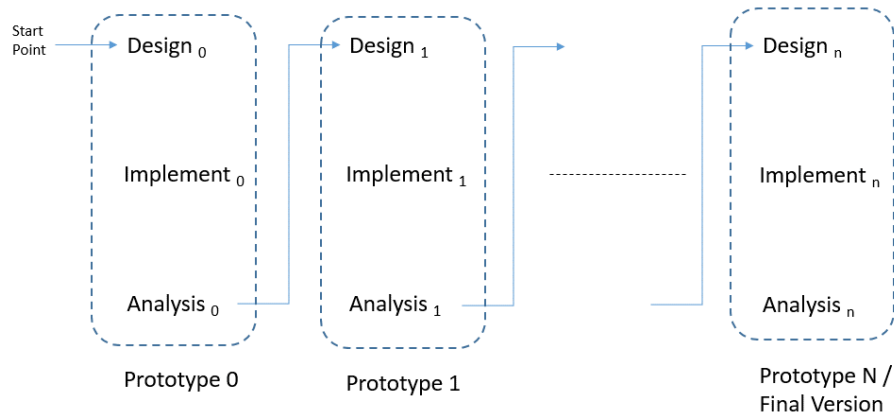 Start
Point
Design 0
Design 1
Design n
Implement 0
Implement 1
Implement n
Analysis 0
Analysis 1
Analysis n
Prototype 0
Prototype 1
Prototype N /
Final Version